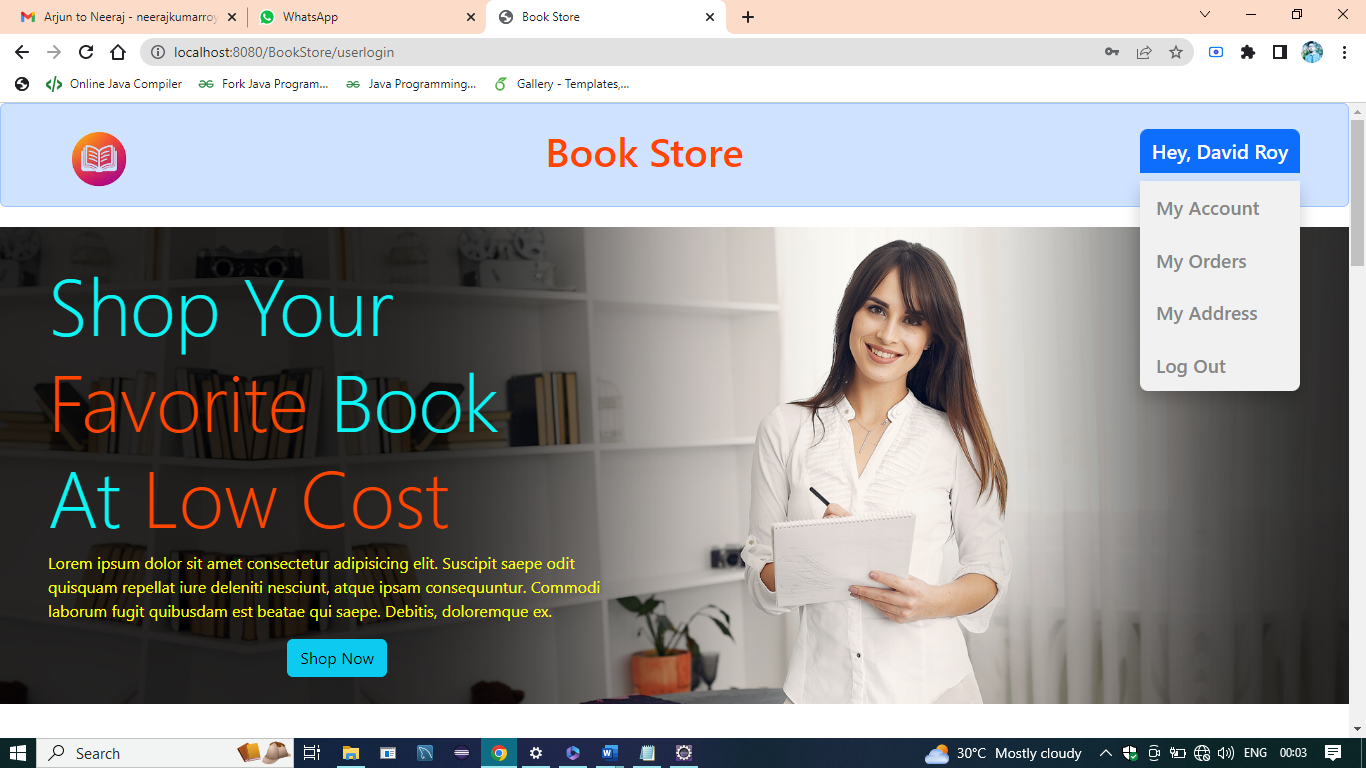 Arjun to Neeraj - neerajkumarroy
WhatsApp
Book Store
localhost:8080/BookStore/userlogin
Online Java Compiler
Fork Java Program...
Java Programming...
Gallery - Templates,...
Book Store
Hey, David Roy
My Account
My Orders
My Address
Log Out
Shop Your
Favorite Book
At Low Cost
Lorem ipsum dolor sit amet consectetur adipisicing elit. Suscipit saepe odit
quisquam repellat iure deleniti nesciunt, atque ipsam consequuntur. Commodi
laborum fugit quibusdam est beatae qui saepe. Debitis, doloremque ex.
Shop Now
Search
30°C Mostly cloudy
ENG
00:03